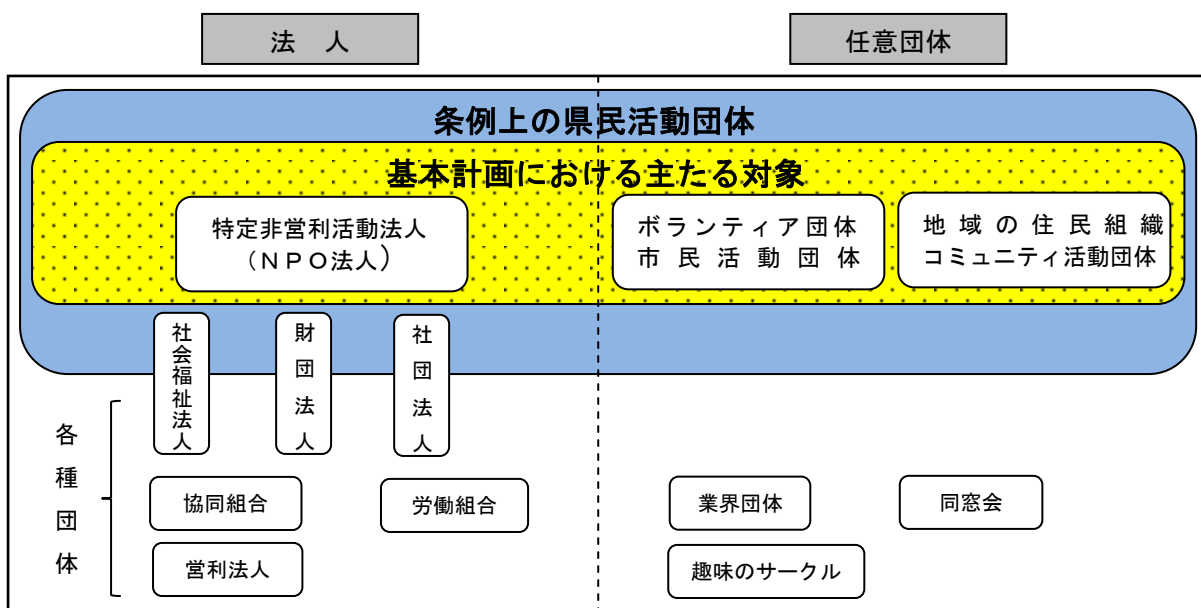 法　人
任意団体
条例上の県民活動団体
基本計画における主たる対象
特定非営利活動法人
（ＮＰＯ法人）
ボランティア団体
市民活動団体
地域の住民組織
コミュニティ活動団体
社会福祉法人
財団法人
社団法人
各種団体
協同組合
労働組合
業界団体
同窓会
営利法人
趣味のサークル